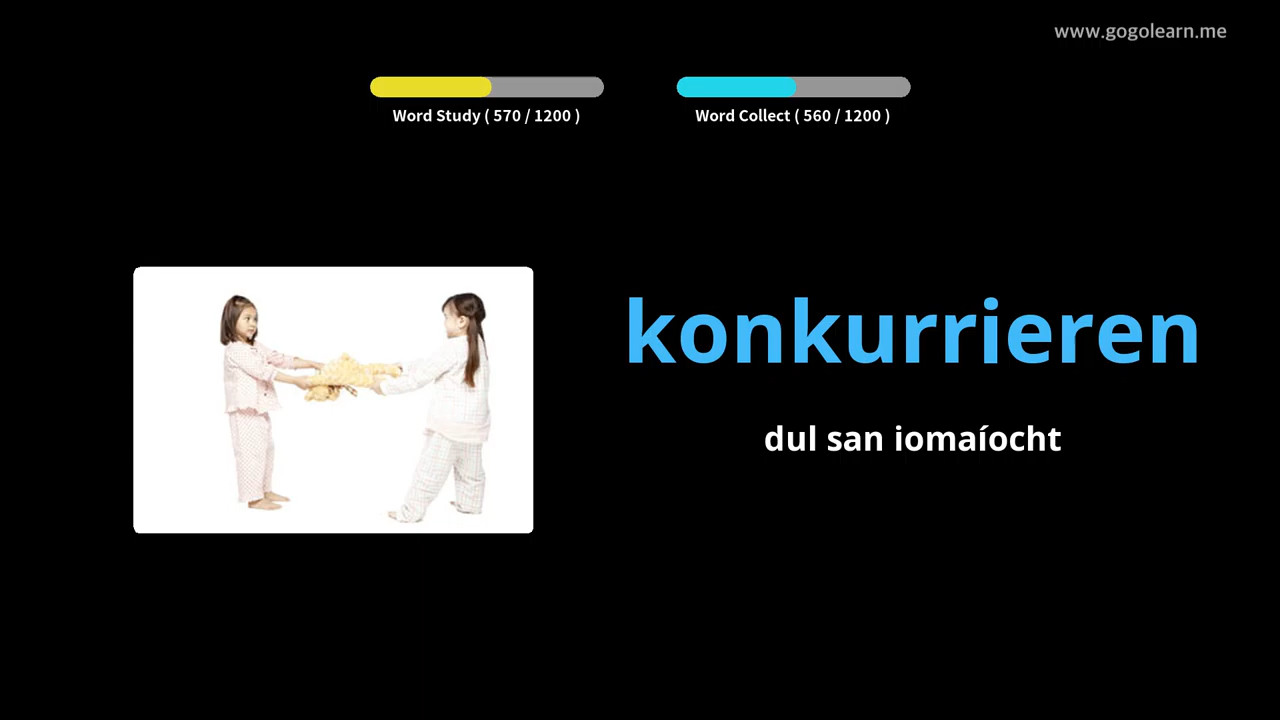 www.gogolearn.me
Word Study ( 570 / 1200 )
Word Collect ( 560 / 1200 )
konkurrieren
dul san iomaíocht